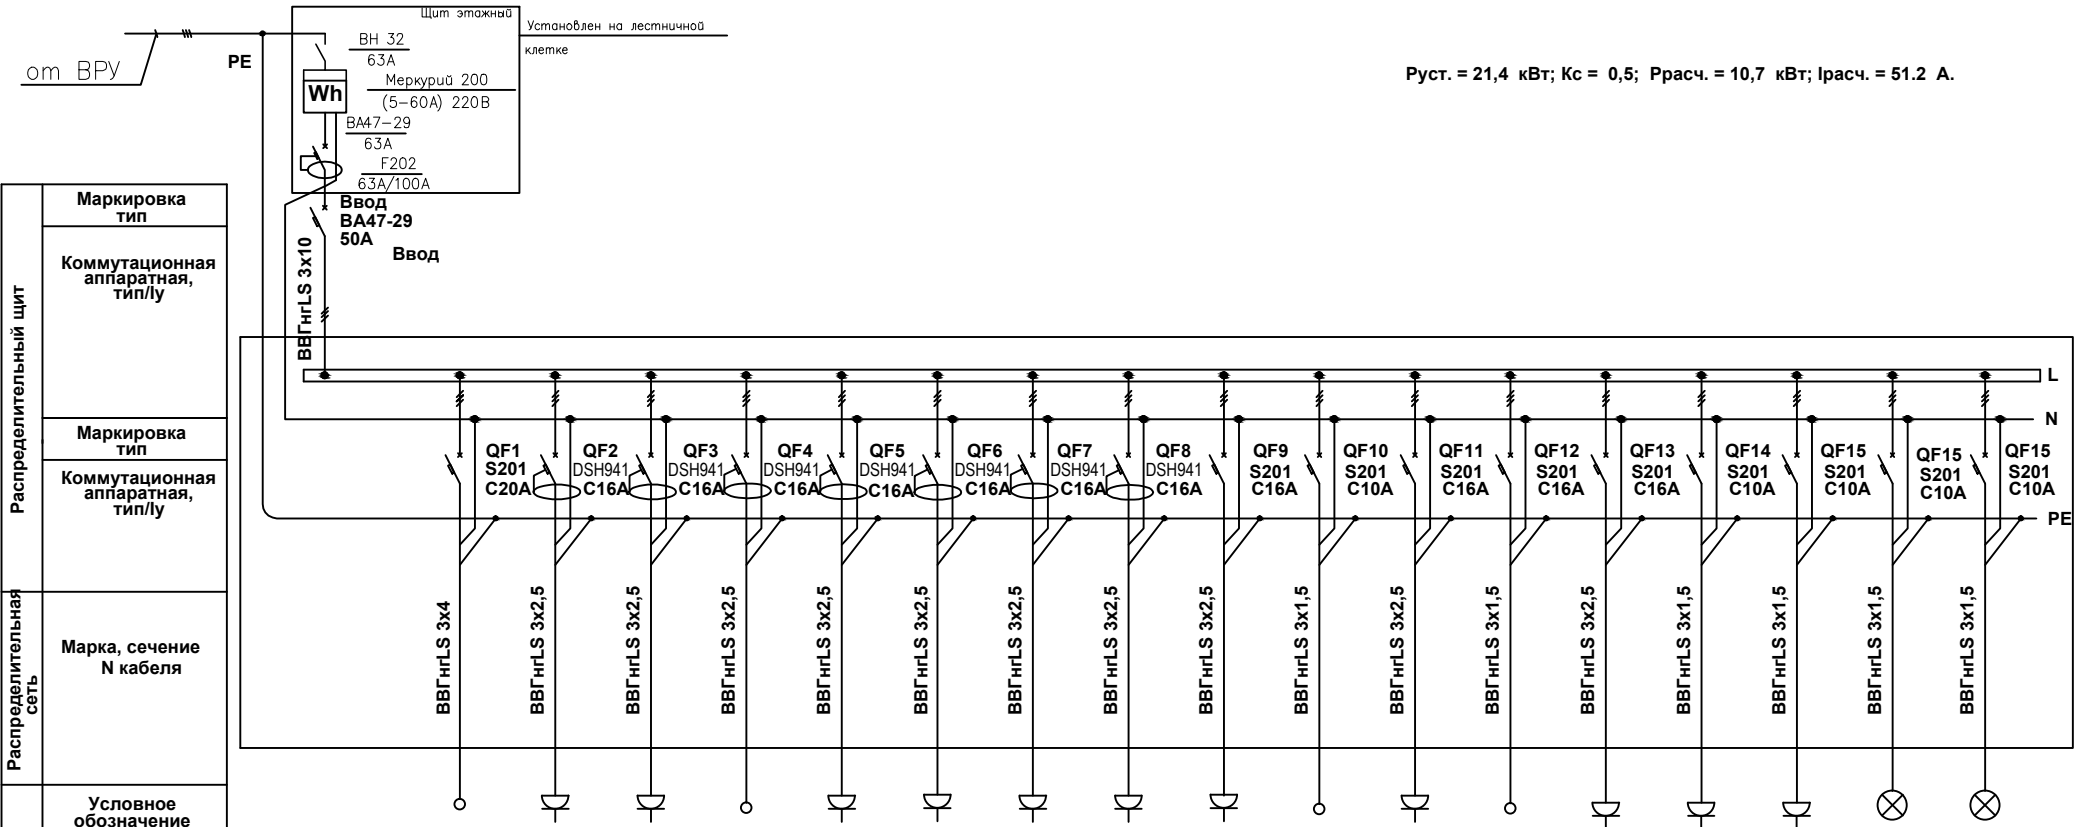 Щит этажный
Установлен на лестничной
клетке
от ВРУ
PE
ВН 32
63А
Wh
Меркурий 200
(5-60А) 220В
ВА47-29
63А
F202
63А/100А
Руст. = 21,4 кВт; Кс = 0,5; Ррасч. = 10,7 кВт; Iрасч. = 51.2 А.
Ввод
ВА47-29
50А
Ввод
ВВГнгLS 3х10
Распределительный щит
Маркировка
тип
Коммутационная
аппаратная,
тип/Iу
Маркировка
тип
Коммутационная
аппаратная,
тип/Iу
Распределительная
сеть
Марка, сечение
N кабеля
Условное
обозначение
L
N
PE
QF1
S201
C20A
QF2
DSH941
C16A
QF3
DSH941
C16A
QF4
DSH941
C16A
QF5
DSH941
C16A
QF6
DSH941
C16A
QF7
DSH941
C16A
QF8
DSH941
C16A
QF9
S201
C16A
QF10
S201
C10A
QF11
S201
C16A
QF12
S201
C16A
QF13
S201
C16A
QF14
S201
C10A
QF15
S201
C10A
QF15
S201
C10A
QF15
S201
C10A
ВВГнгLS 3х4
ВВГнгLS 3х2,5
ВВГнгLS 3х2,5
ВВГнгLS 3х2,5
ВВГнгLS 3х2,5
ВВГнгLS 3х2,5
ВВГнгLS 3х2,5
ВВГнгLS 3х2,5
ВВГнгLS 3х2,5
ВВГнгLS 3х1,5
ВВГнгLS 3х2,5
ВВГнгLS 3х1,5
ВВГнгLS 3х2,5
ВВГнгLS 3х1,5
ВВГнгLS 3х1,5
ВВГнгLS 3х1,5
ВВГнгLS 3х1,5